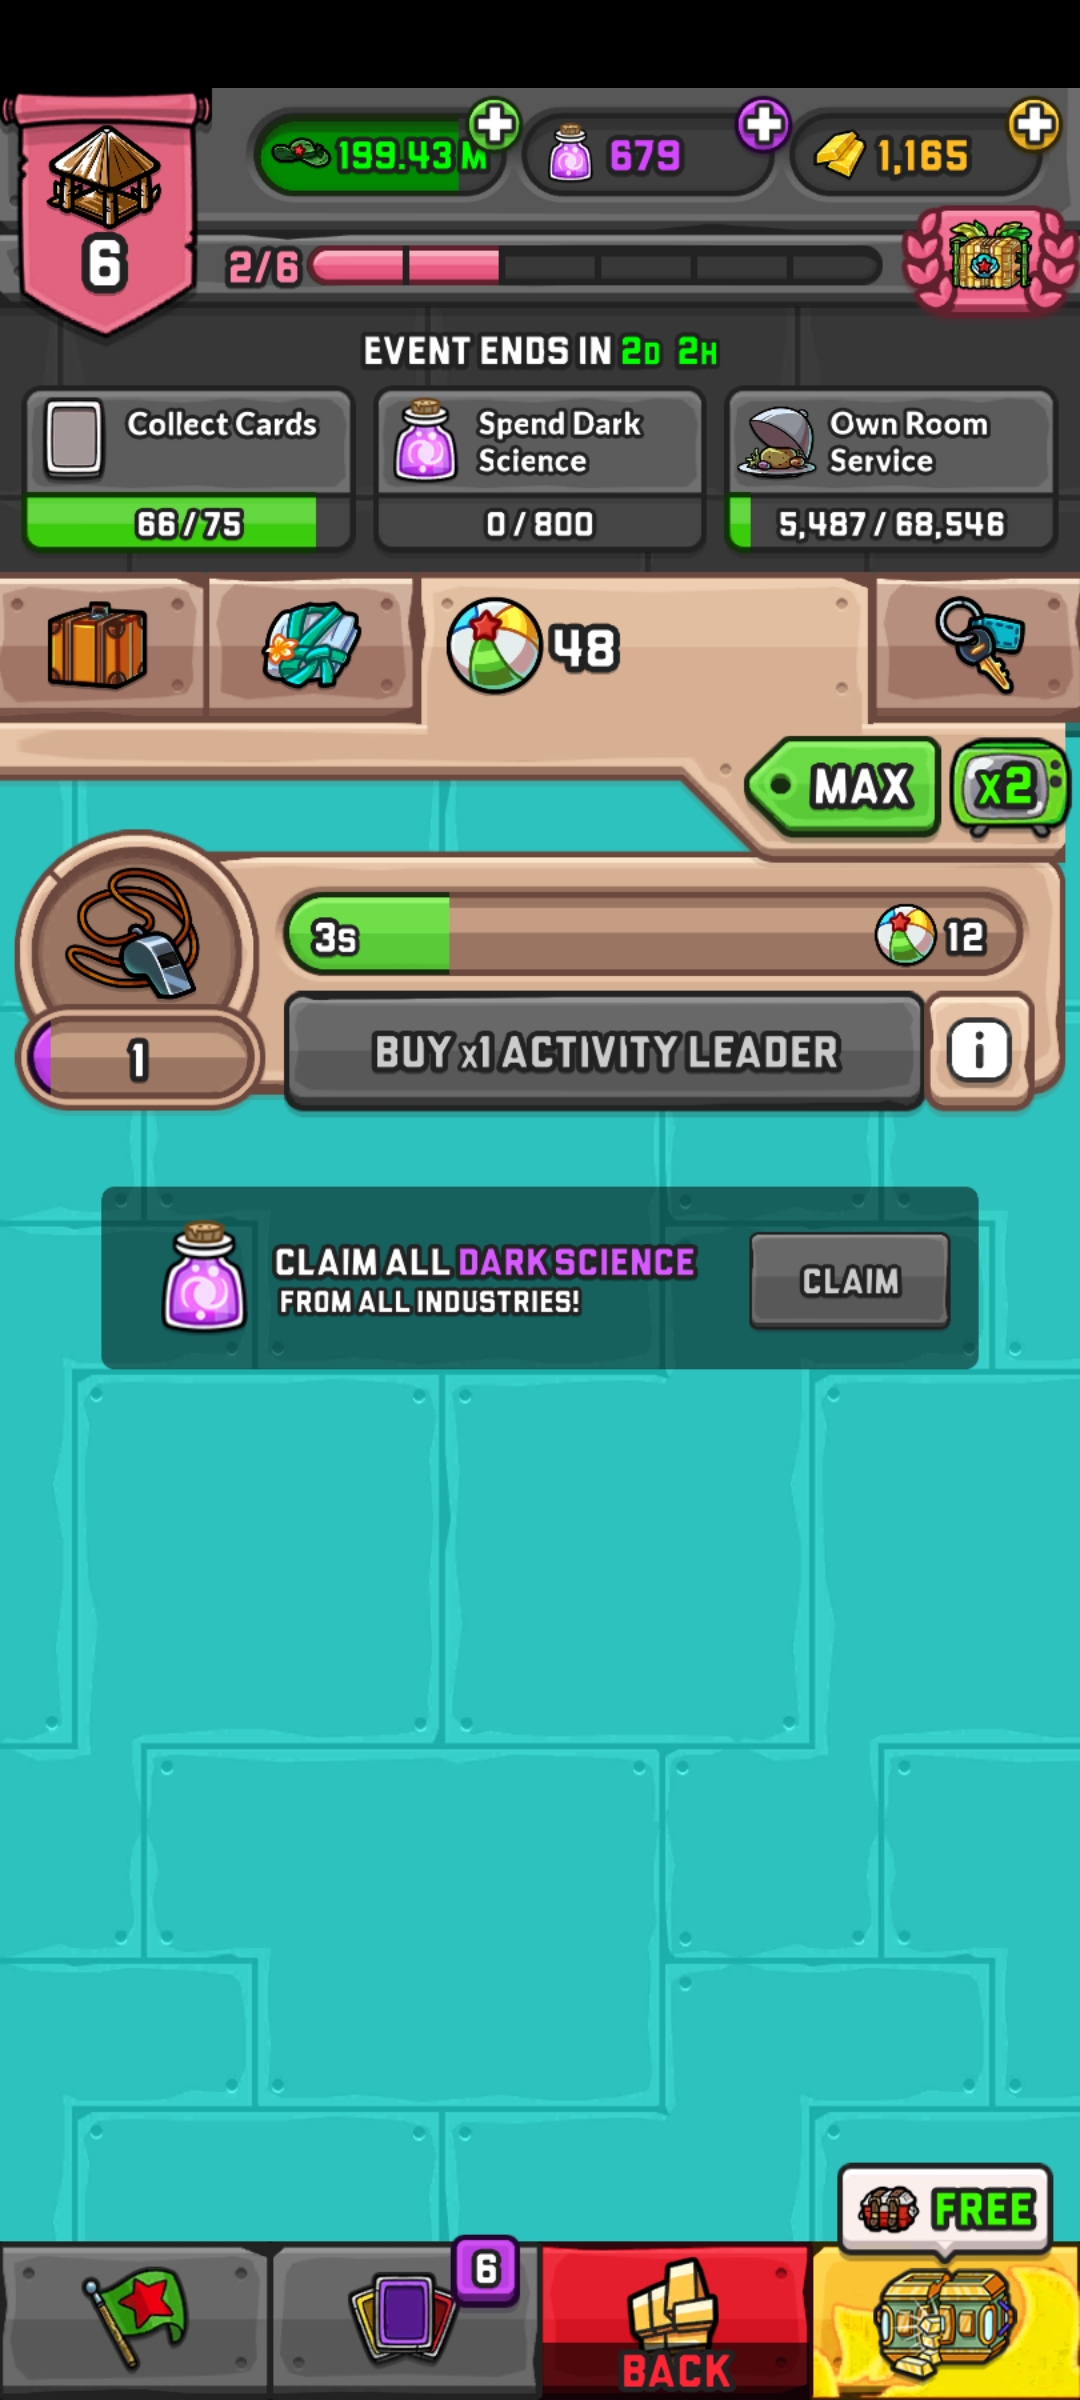 6
199.43 M
679
1,165
2/6
EVENT ENDS IN 2D 2H
Collect Cards
66/75
Spend Dark
Science
0/800
Own Room
Service
5,487/68,546
48
MAX
x2
3s
12
1
BUY x1 ACTIVITY LEADER
i
CLAIM ALL DARK SCIENCE
FROM ALL INDUSTRIES!
CLAIM
FREE
6
BACK